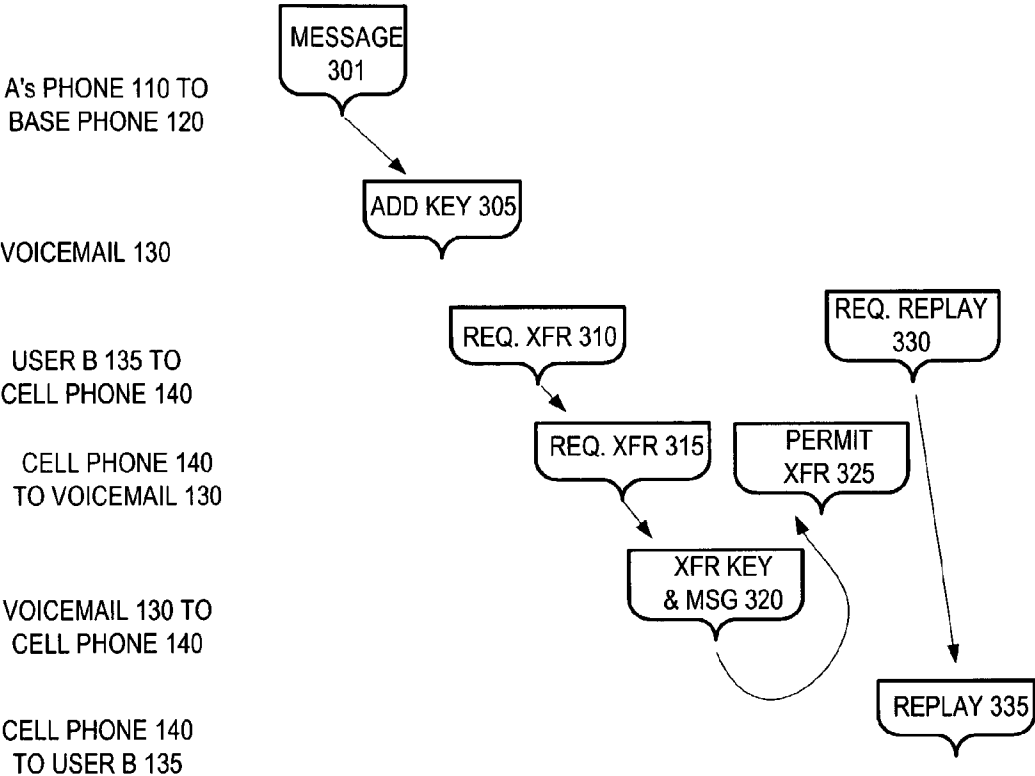 MESSAGE
301
A's PHONE 110 TO
BASE PHONE 120
ADD KEY 305
VOICEMAIL 130
REQ. XFR 310
REQ. REPLAY
330
USER B 135 TO
CELL PHONE 140
REQ. XFR 315
PERMIT
XFR 325
CELL PHONE 140
TO VOICEMAIL 130
XFR KEY
& MSG 320
VOICEMAIL 130 TO
CELL PHONE 140
REPLAY 335
CELL PHONE 140
TO USER B 135